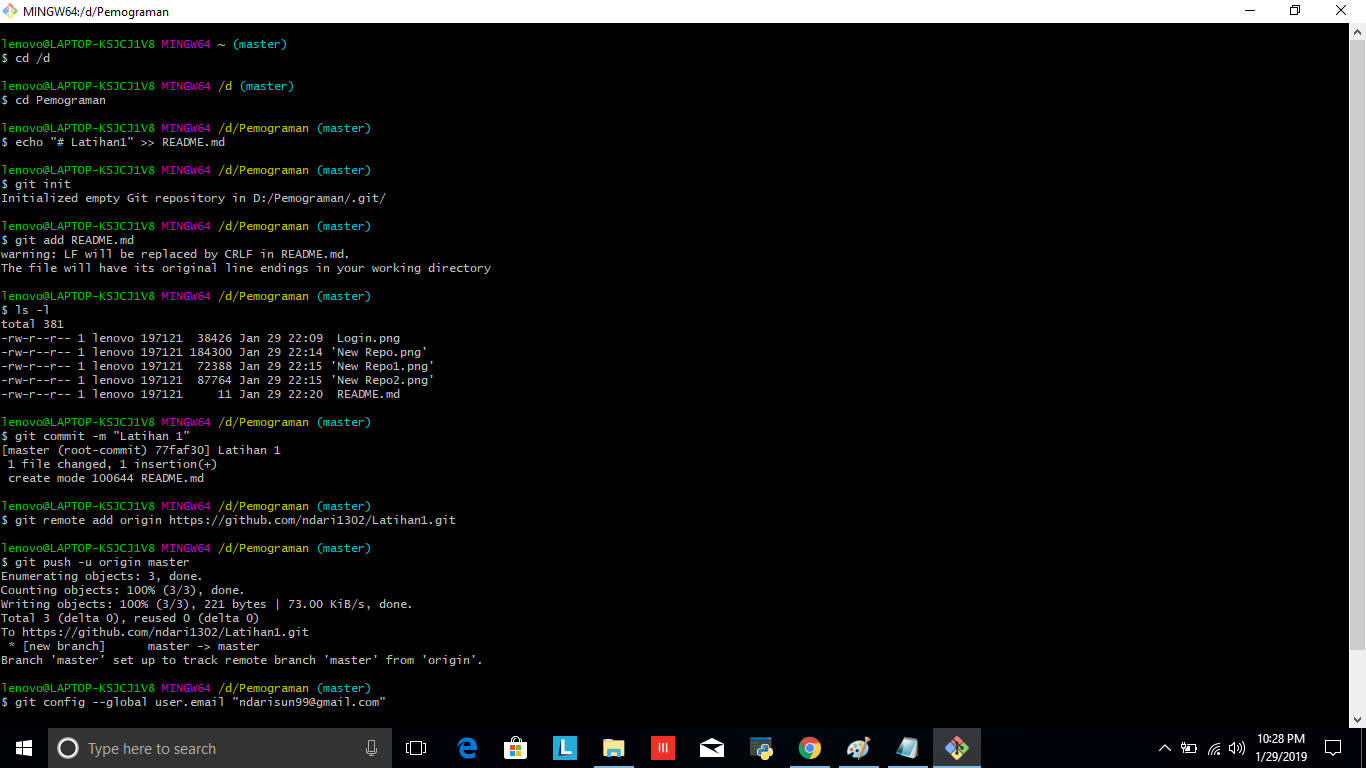 MINGW64:/d/Pemograman
lenovo@LAPTOP-KSJCJ1V8 MINGW64 ~ (master)
$ cd /d
lenovo@LAPTOP-KSJCJ1V8 MINGW64 /d (master)
$ cd Pemograman
lenovo@LAPTOP-KSJCJ1V8 MINGW64 /d/Pemograman (master)
$ echo "# Latihan1" >> README.md
lenovo@LAPTOP-KSJCJ1V8 MINGW64 /d/Pemograman (master)
$ git init
Initialized empty Git repository in D:/Pemograman/.git/
lenovo@LAPTOP-KSJCJ1V8 MINGW64 /d/Pemograman (master)
$ git add README.md
warning: LF will be replaced by CRLF in README.md.
The file will have its original line endings in your working directory
lenovo@LAPTOP-KSJCJ1V8 MINGW64 /d/Pemograman (master)
$ ls -l
total 381
-rw-r--r-- 1 lenovo 197121  38426 Jan 29 22:09  Login.png
-rw-r--r-- 1 lenovo 197121 184300 Jan 29 22:14 'New Repo.png'
-rw-r--r-- 1 lenovo 197121  72388 Jan 29 22:15 'New Repo1.png'
-rw-r--r-- 1 lenovo 197121  87764 Jan 29 22:15 'New Repo2.png'
-rw-r--r-- 1 lenovo 197121     11 Jan 29 22:20  README.md
lenovo@LAPTOP-KSJCJ1V8 MINGW64 /d/Pemograman (master)
$ git commit -m "Latihan 1"
[master (root-commit) 77faf30] Latihan 1
 1 file changed, 1 insertion(+)
 create mode 100644 README.md
lenovo@LAPTOP-KSJCJ1V8 MINGW64 /d/Pemograman (master)
$ git remote add origin https://github.com/ndari1302/Latihan1.git
lenovo@LAPTOP-KSJCJ1V8 MINGW64 /d/Pemograman (master)
$ git push -u origin master
Enumerating objects: 3, done.
Counting objects: 100% (3/3), done.
Writing objects: 100% (3/3), 221 bytes | 73.00 KiB/s, done.
Total 3 (delta 0), reused 0 (delta 0)
To https://github.com/ndari1302/Latihan1.git
 * [new branch]      master -> master
Branch 'master' set up to track remote branch 'master' from 'origin'.
lenovo@LAPTOP-KSJCJ1V8 MINGW64 /d/Pemograman (master)
$ git config --global user.email "ndarisun99@gmail.com"
Type here to search
L
10:28 PM
1/29/2019